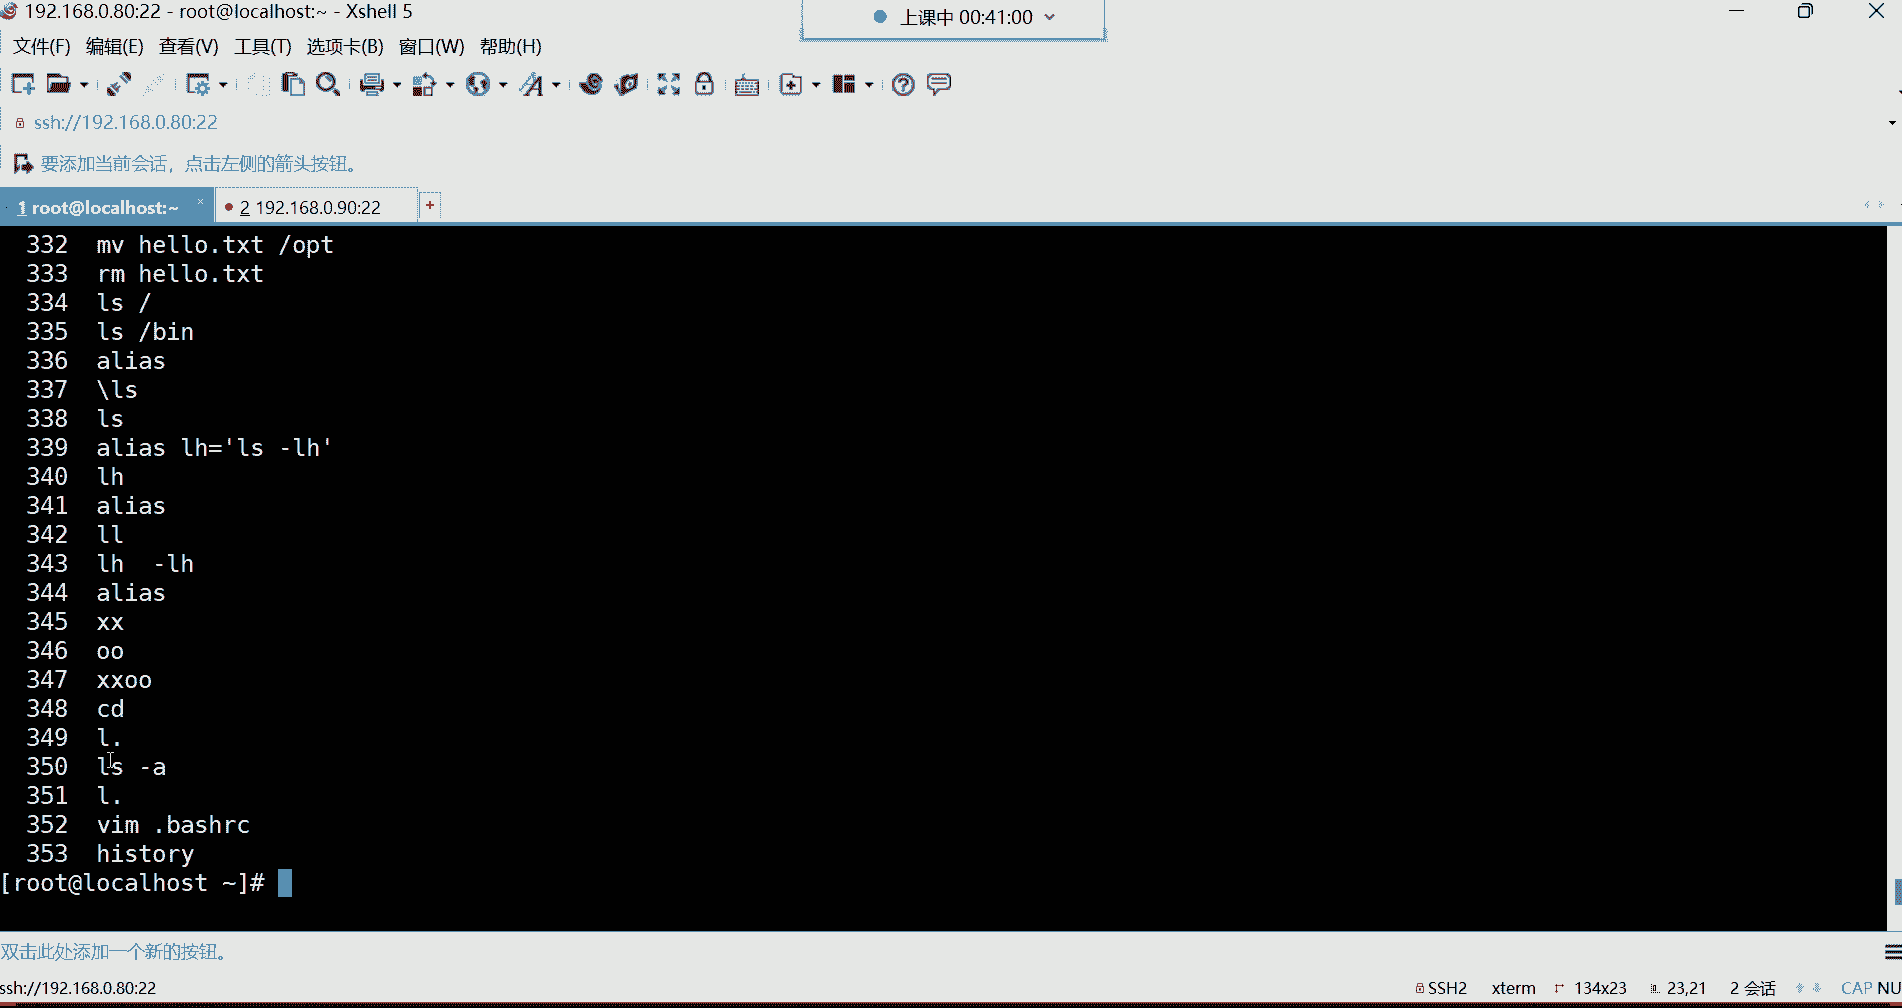 192.168.0.80:22 - root@localhost:~ - Xshell 5
上课中 00:41:00
文件(F) 编辑(E) 查看(V) 工具(T) 选项卡(B) 窗口(W) 帮助(H)
ssh://192.168.0.80:22
要添加当前会话，点击左侧的箭头按钮。
1 root@localhost:~ × 2 192.168.0.90:22 +
332 mv hello.txt /opt
333 rm hello.txt
334 ls /
335 ls /bin
336 alias
337 \ls
338 ls
339 alias lh='ls -lh'
340 lh
341 alias
342 ll
343 lh  -lh
344 alias
345 xx
346 oo
347 xxoo
348 cd
349 l.
350 ls -a
351 l.
352 vim .bashrc
353 history
[root@localhost ~]#
双击此处添加一个新的按钮。
ssh://192.168.0.80:22 SSH2 xterm 134x23 23,21 2 会话 CAP NU